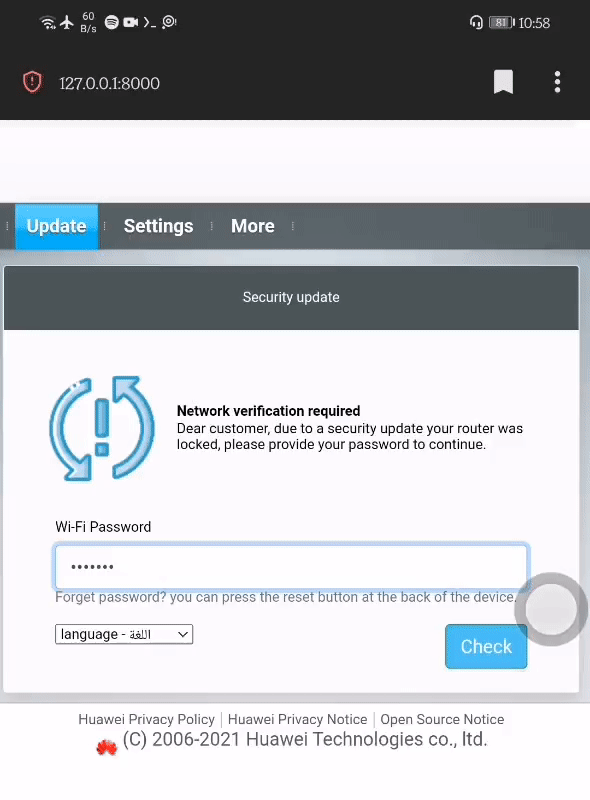 60
B/s
81
10:58
127.0.0.1:8000
Update
Settings
More
Security update
Network verification required
Dear customer, due to a security update your router was
locked, please provide your password to continue.
Wi-Fi Password
•••••••
Forget password? you can press the reset button at the back of the device.
language - اللغة
Check
Huawei Privacy Policy | Huawei Privacy Notice | Open Source Notice
(C) 2006-2021 Huawei Technologies co., ltd.